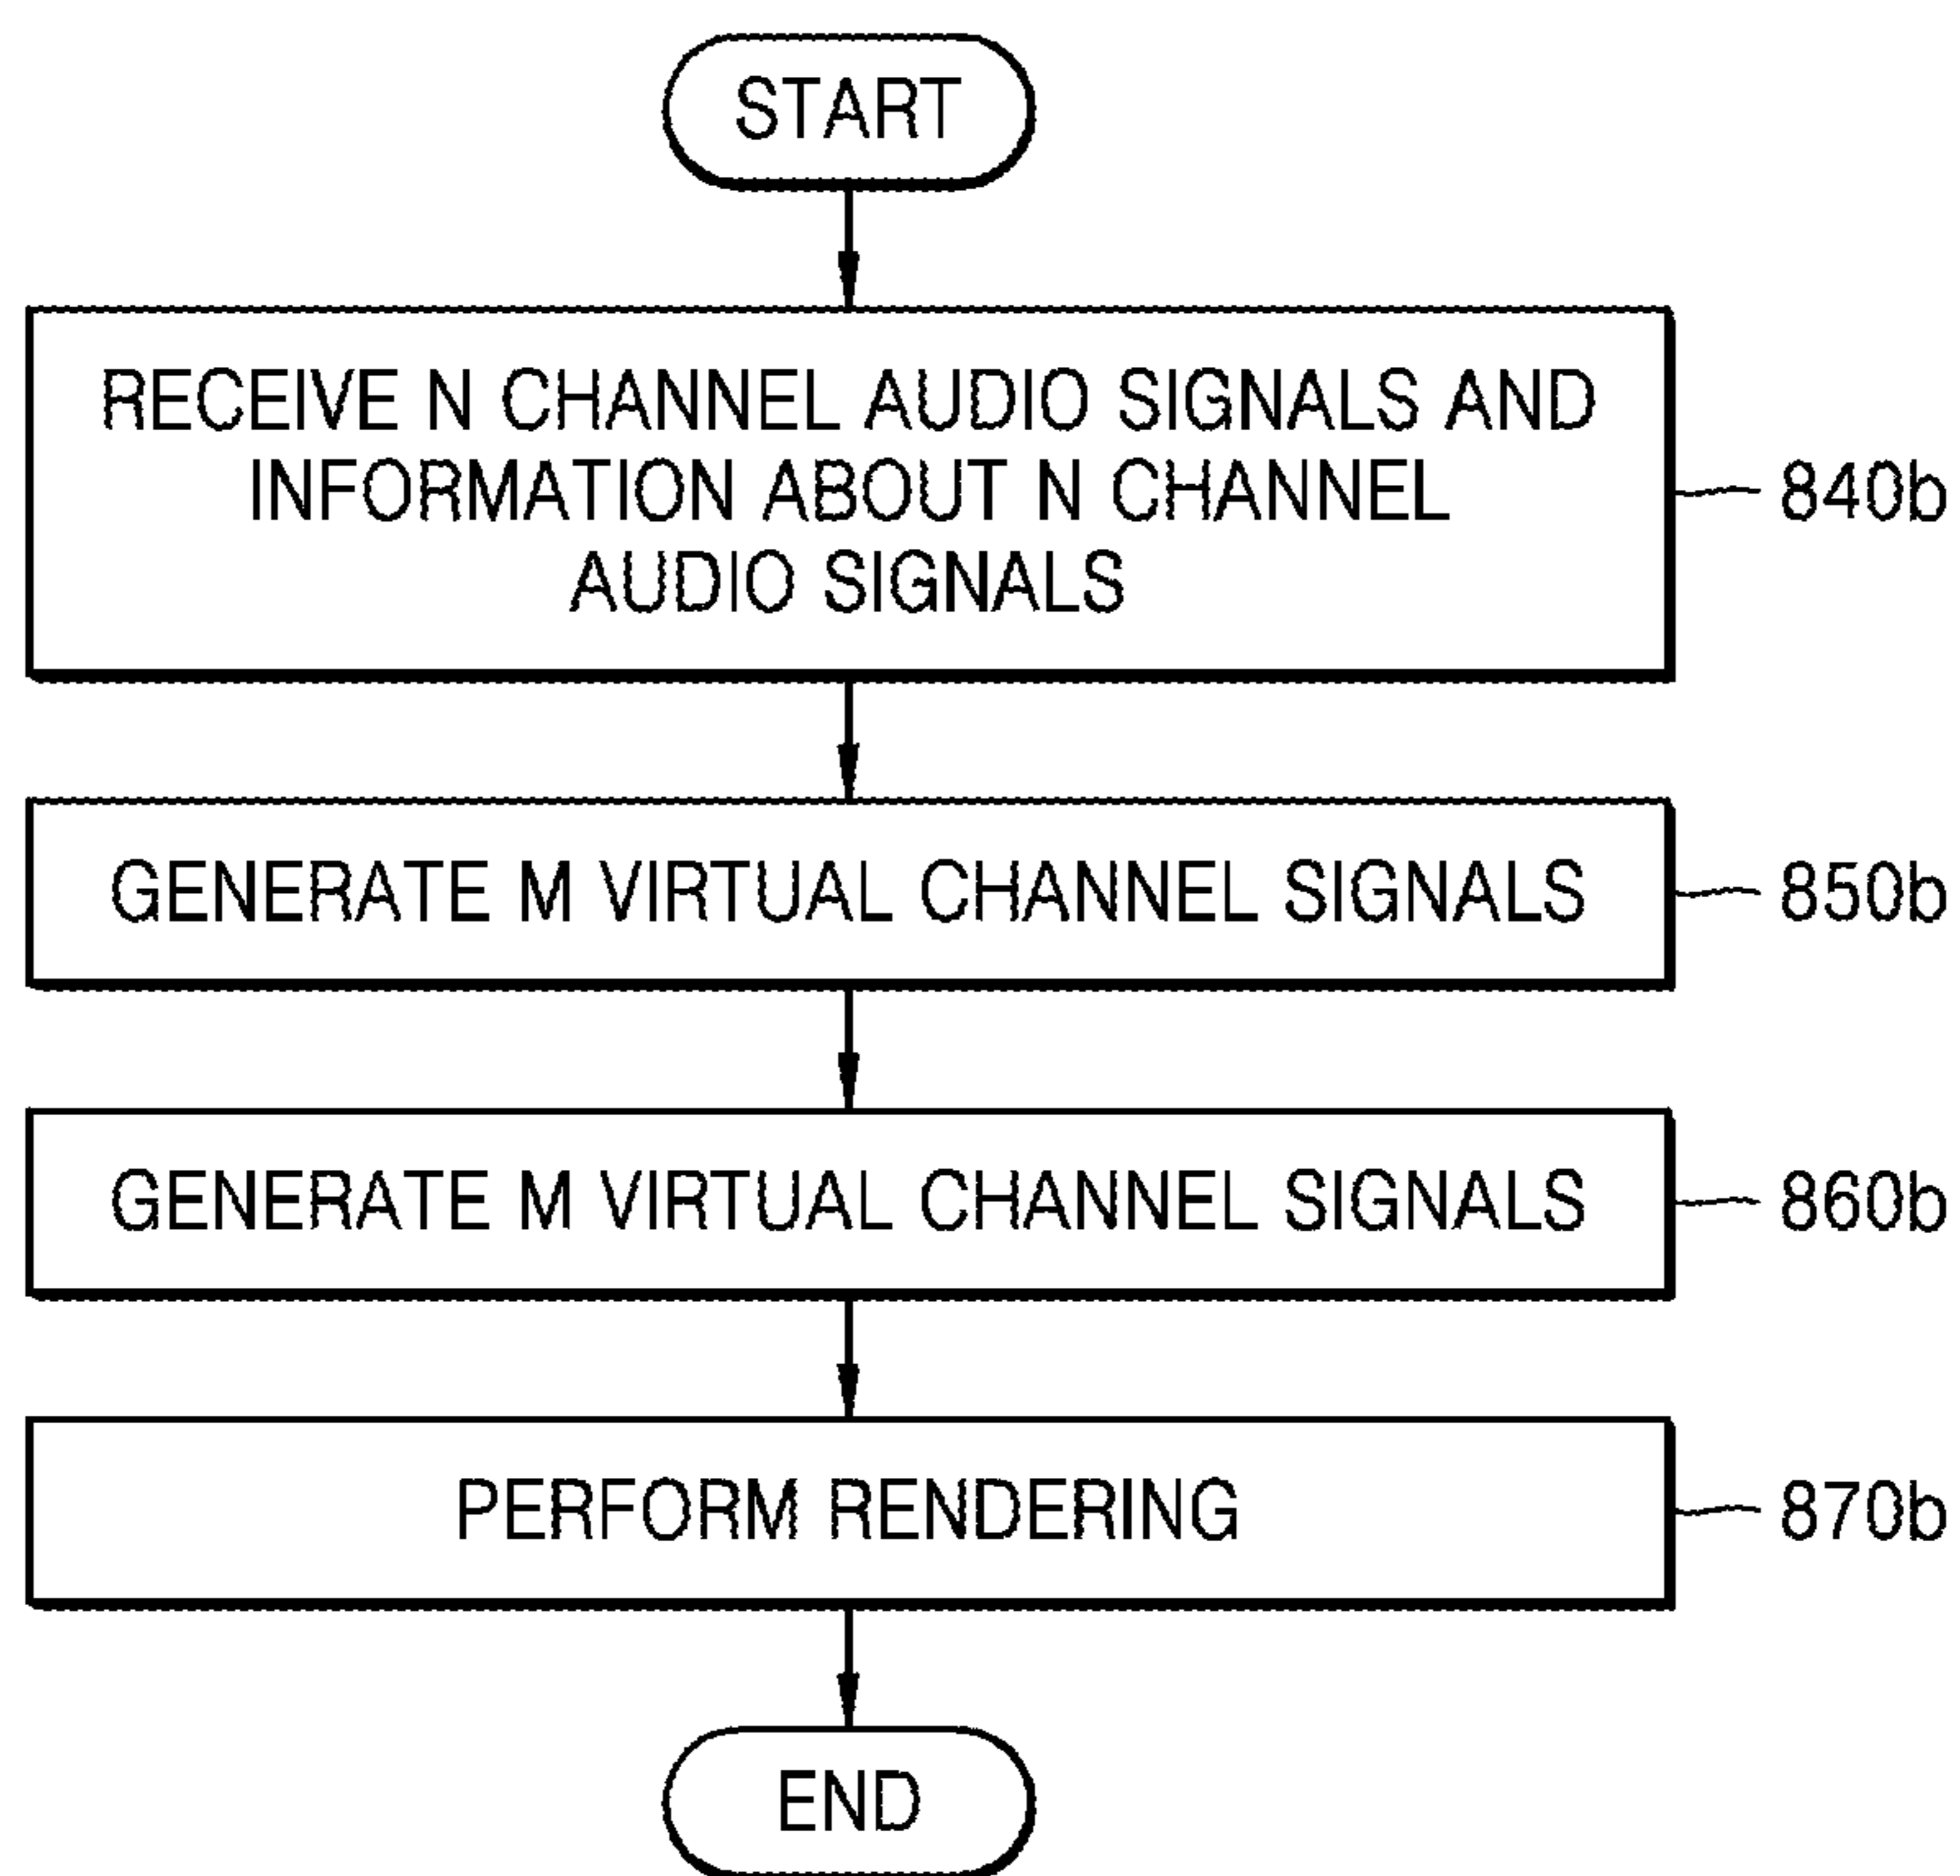 START
RECEIVE N CHANNEL AUDIO SIGNALS AND
INFORMATION ABOUT N CHANNEL
AUDIO SIGNALS
840b
GENERATE M VIRTUAL CHANNEL SIGNALS
850b
GENERATE M VIRTUAL CHANNEL SIGNALS
860b
PERFORM RENDERING
870b
END